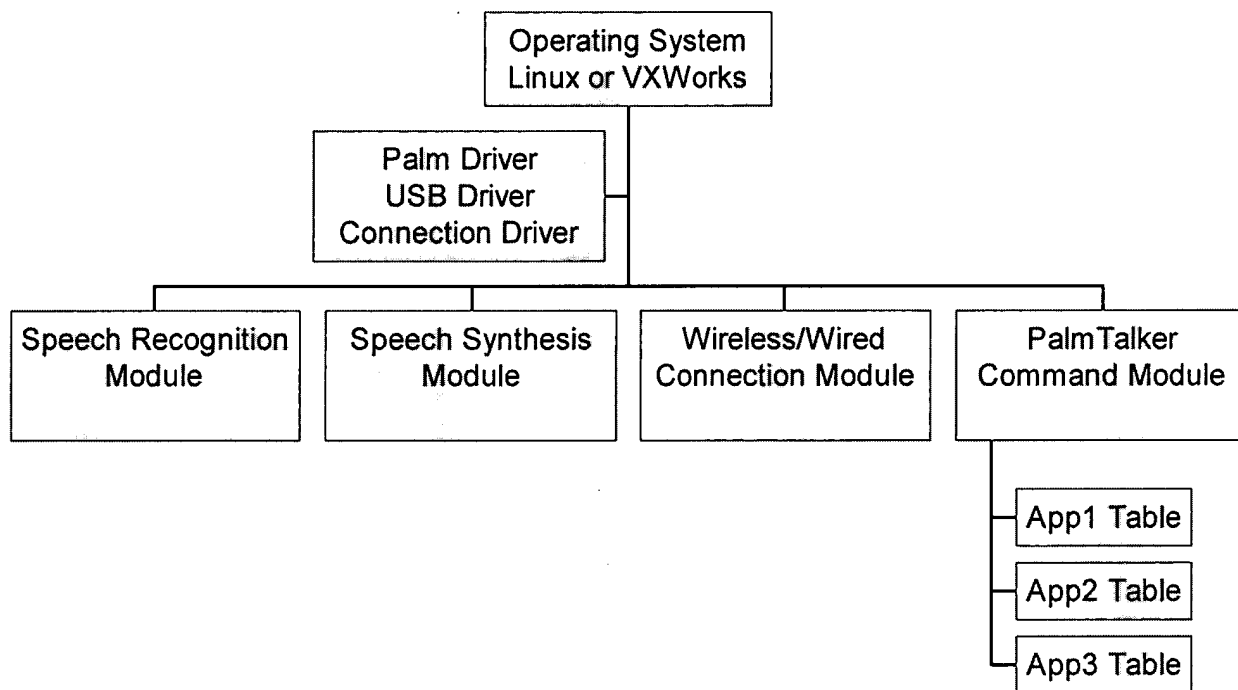 Operating System
Linux or VXWorks
Palm Driver
USB Driver
Connection Driver
Speech Recognition
Module
Speech Synthesis
Module
Wireless/Wired
Connection Module
PalmTalker
Command Module
App1 Table
App2 Table
App3 Table